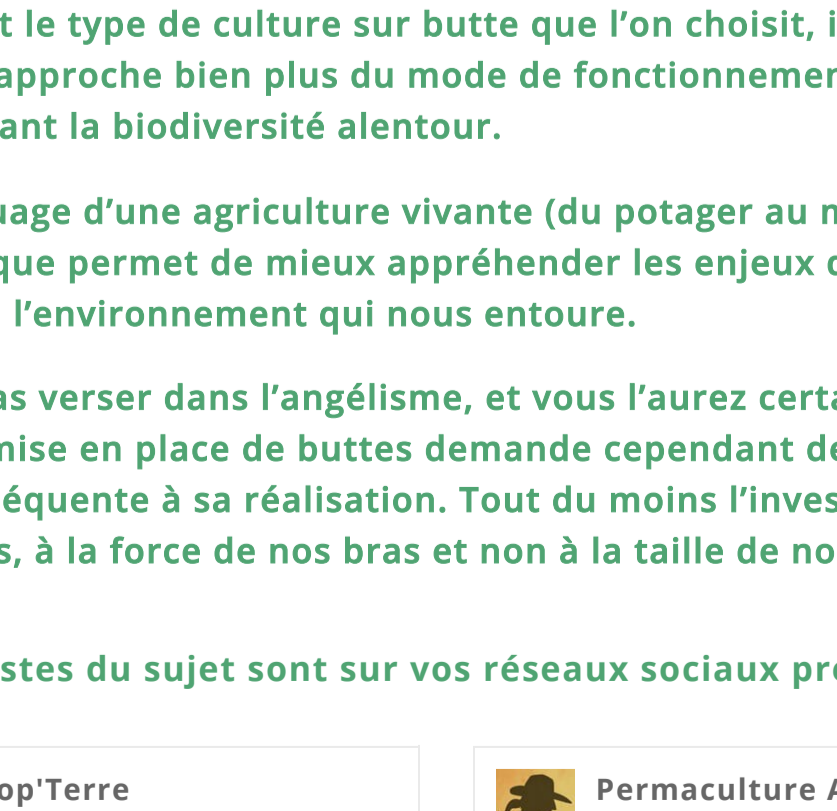 t le type de culture sur butte que l’on choisit, i
approche bien plus du mode de fonctionnemen
ant la biodiversité alentour.
uage d’une agriculture vivante (du potager au m
que permet de mieux appréhender les enjeux d
l’environnement qui nous entoure.
as verser dans l’angélisme, et vous l’aurez certa
mise en place de buttes demande cependant de
équente à sa réalisation. Tout du moins l’inves
s, à la force de nos bras et non à la taille de no
stes du sujet sont sur vos réseaux sociaux pré
op'Terre
Permaculture A